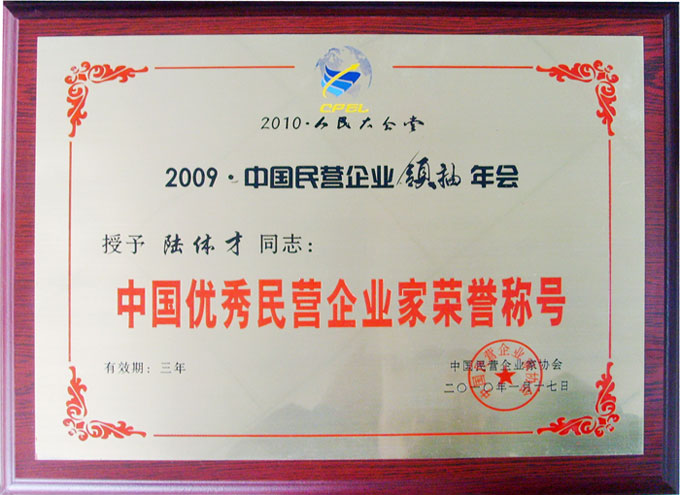 CPEL
2010·人民大会堂
2009·中国民营企业领袖年会
授予 陆体才 同志：
中国优秀民营企业家荣誉称号
有效期：三年
中国民营企业家协会
二〇一〇年一月十七日